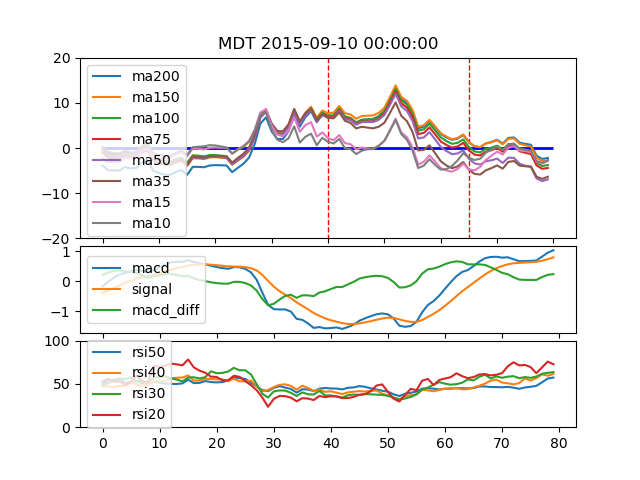 MDT 2015-09-10 00:00:00
20
10
0
−10
−20
ma200
ma150
ma100
ma75
ma50
ma35
ma15
ma10
1
0
−1
macd
signal
macd_diff
100
50
0
rsi50
rsi40
rsi30
rsi20
0 10 20 30 40 50 60 70 80